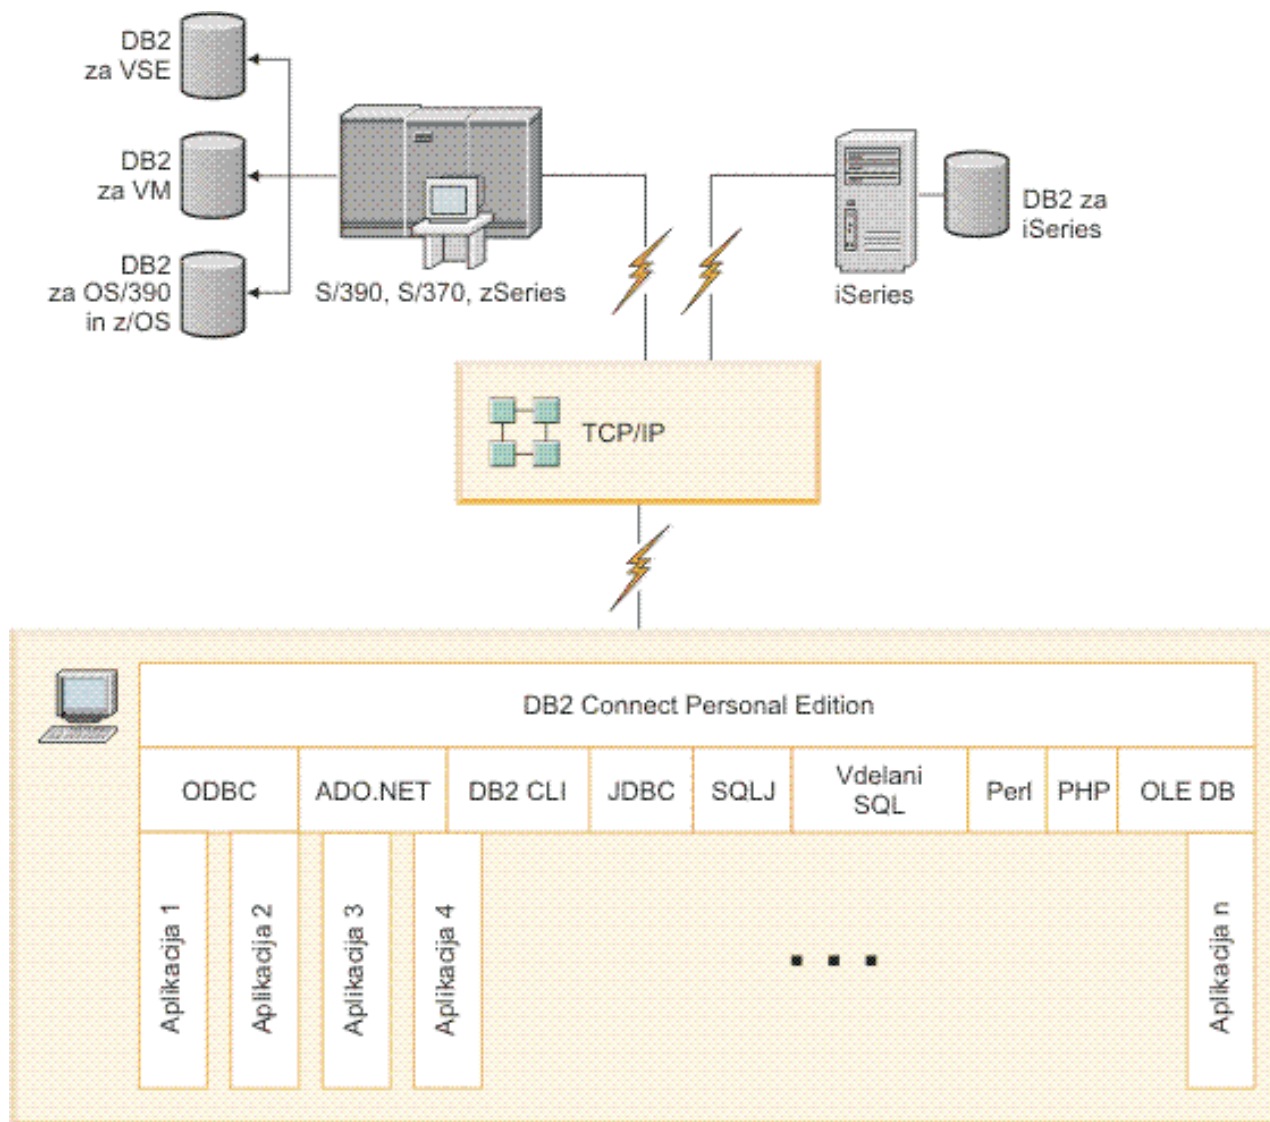 DB2
za VSE
DB2
za VM
DB2
za OS/390
in z/OS
S/390, S/370, zSeries
iSeries
DB2 za
iSeries
TCP/IP
DB2 Connect Personal Edition
ODBC
ADO.NET
DB2 CLI
JDBC
SQLJ
Vdelani
SQL
Perl
PHP
OLE DB
Aplikacija 1
Aplikacija 2
Aplikacija 3
Aplikacija 4
Aplikacija n